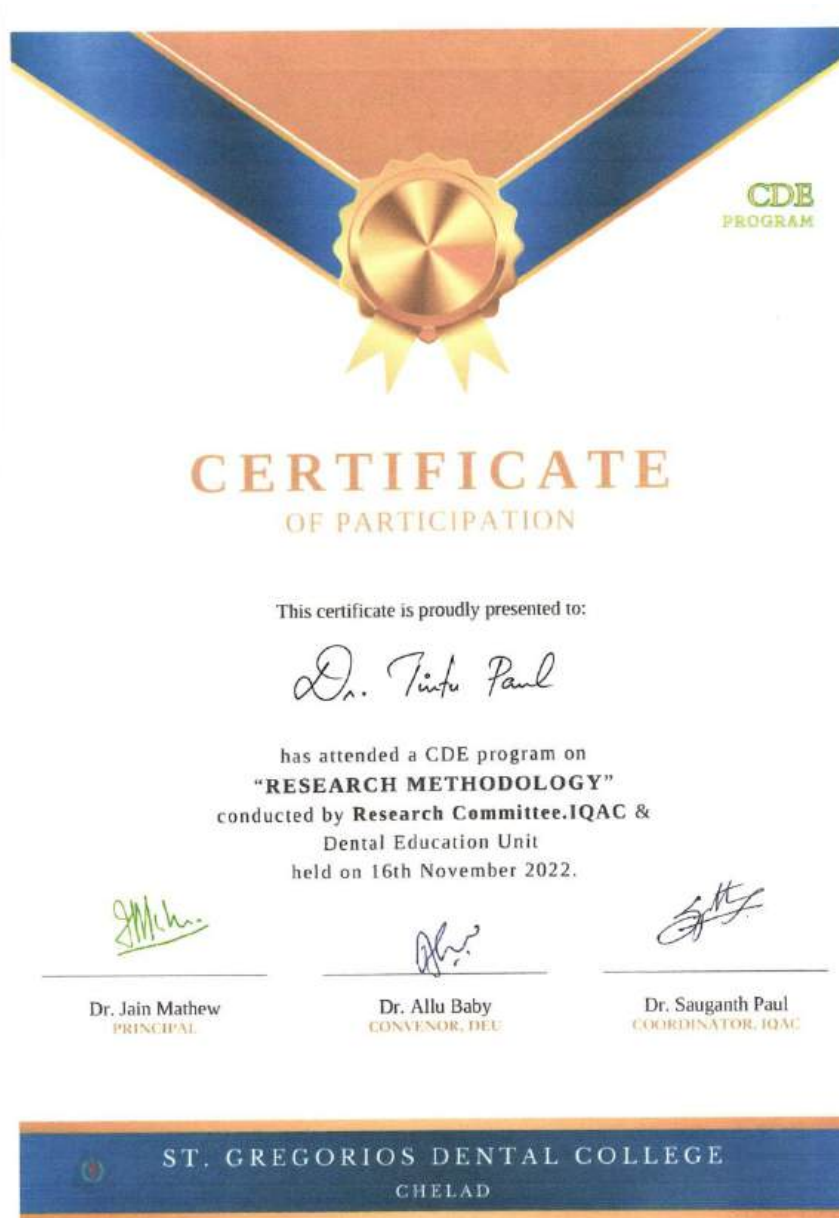 CDE
PROGRAM
CERTIFICATE
OF PARTICIPATION
This certificate is proudly presented to:
Dr. Tintu Paul
has attended a CDE program on
“RESEARCH METHODOLOGY”
conducted by Research Committee.IQAC &
Dental Education Unit
held on 16th November 2022.
Dr. Jain Mathew
PRINCIPAL
Dr. Allu Baby
CONVENOR, DEU
Dr. Sauganth Paul
COORDINATOR, IQAC
ST. GREGORIOS DENTAL COLLEGE
CHELAD